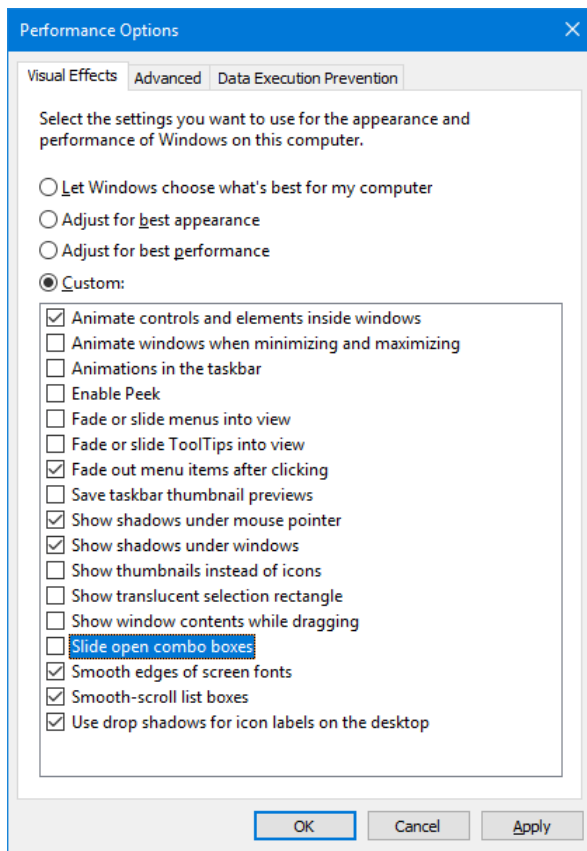 Performance Options
Visual Effects Advanced Data Execution Prevention
Select the settings you want to use for the appearance and
performance of Windows on this computer.
Let Windows choose what's best for my computer
Adjust for best appearance
Adjust for best performance
Custom:
Animate controls and elements inside windows
Animate windows when minimizing and maximizing
Animations in the taskbar
Enable Peek
Fade or slide menus into view
Fade or slide ToolTips into view
Fade out menu items after clicking
Save taskbar thumbnail previews
Show shadows under mouse pointer
Show shadows under windows
Show thumbnails instead of icons
Show translucent selection rectangle
Show window contents while dragging
Slide open combo boxes
Smooth edges of screen fonts
Smooth-scroll list boxes
Use drop shadows for icon labels on the desktop
OK Cancel Apply